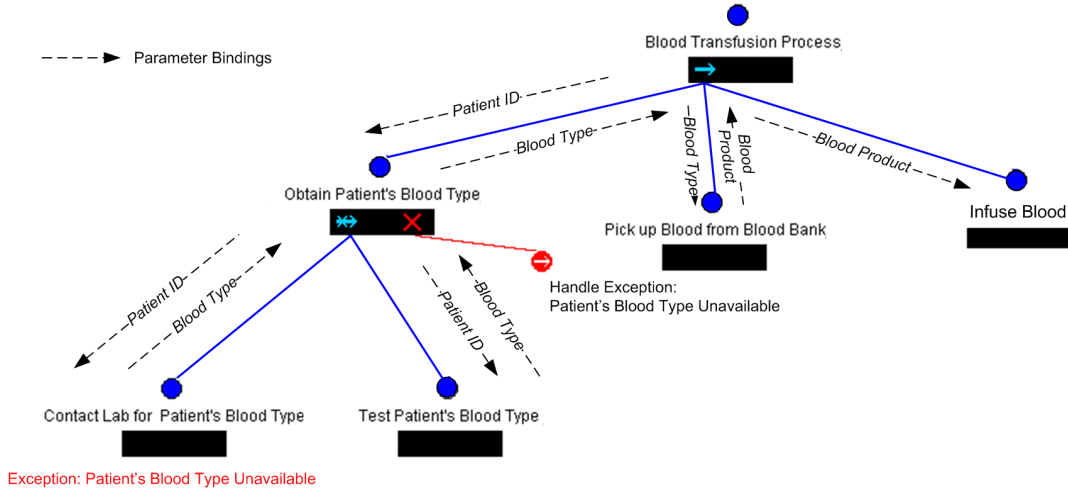 Blood Transfusion Process
Parameter Bindings
Patient ID
Blood Type
Blood Type
Blood
Product
Blood Product
Obtain Patient's Blood Type
Infuse Blood
Pick up Blood from Blood Bank
Handle Exception:
Patient's Blood Type Unavailable
Patient ID
Blood Type
Patient ID
Blood Type
Contact Lab for Patient's Blood Type
Test Patient's Blood Type
Exception: Patient's Blood Type Unavailable